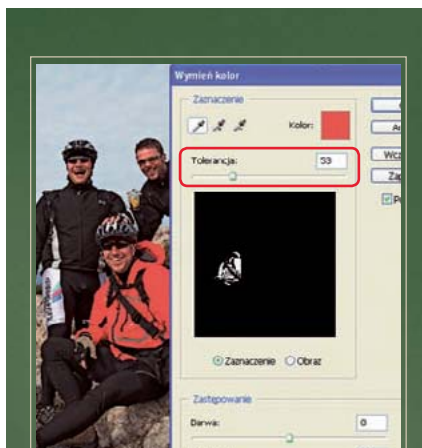 Wymień kolor
Zaznaczenie
Kolor:
Tolerancja: 53
Zaznaczenie Obraz
Zastępowanie
Barwa: 0